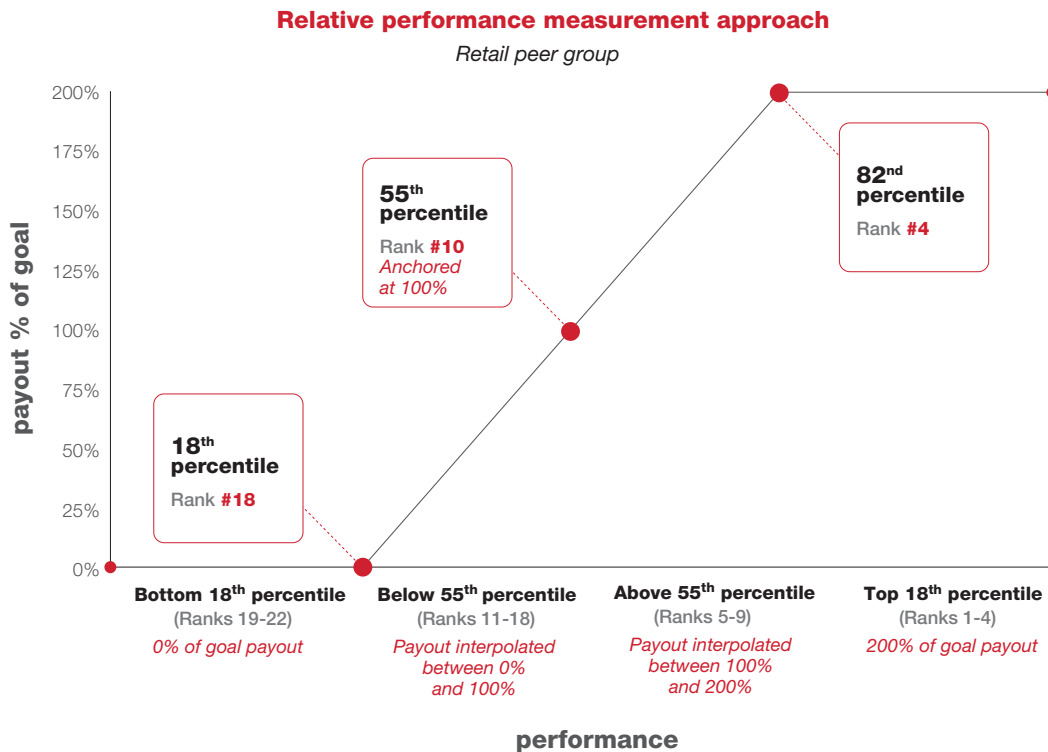 Relative performance measurement approach
Retail peer group
payout % of goal
200%
175%
150%
125%
100%
75%
50%
25%
0%
18th
percentile
Rank #18
55th
percentile
Rank #10
Anchored
at 100%
82nd
percentile
Rank #4
Bottom 18th percentile
(Ranks 19-22)
0% of goal payout
Below 55th percentile
(Ranks 11-18)
Payout interpolated
between 0%
and 100%
Above 55th percentile
(Ranks 5-9)
Payout interpolated
between 100%
and 200%
Top 18th percentile
(Ranks 1-4)
200% of goal payout
performance